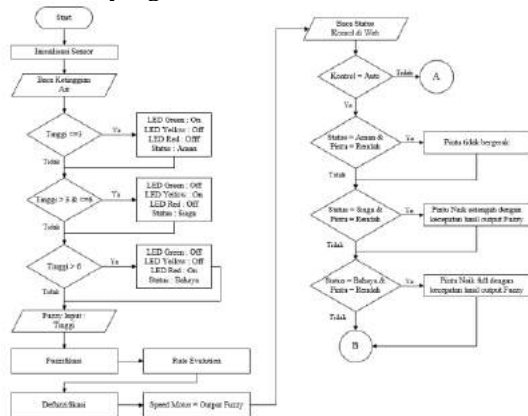 Start
Inisialisasi Sensor
Baca Ketinggian
Air
Tinggi <=3
Ya
Tidak
LED Green : On
LED Yellow : Off
LED Red : Off
Status : Aman
Tinggi > 3 & <=6
Ya
Tidak
LED Green : Off
LED Yellow : On
LED Red : Off
Status : Siaga
Tinggi > 6
Ya
Tidak
LED Green : Off
LED Yellow : Off
LED Red : On
Status : Bahaya
Fuzzy Input :
Tinggi
Fuzzifikasi
Rule Evaluation
Defuzzifikasi
Speed Motor = Output Fuzzy
Baca Status
Kontrol di Web
Kontrol = Auto
Tidak
A
Ya
Status = Aman &
Pintu = Rendah
Ya
Pintu tidak bergerak
Tidak
Status = Siaga &
Pintu = Rendah
Ya
Pintu Naik setengah dengan
kecepatan hasil output Fuzzy
Tidak
Status = Bahaya &
Pintu = Rendah
Ya
Pintu Naik full dengan
kecepatan hasil output Fuzzy
Tidak
B